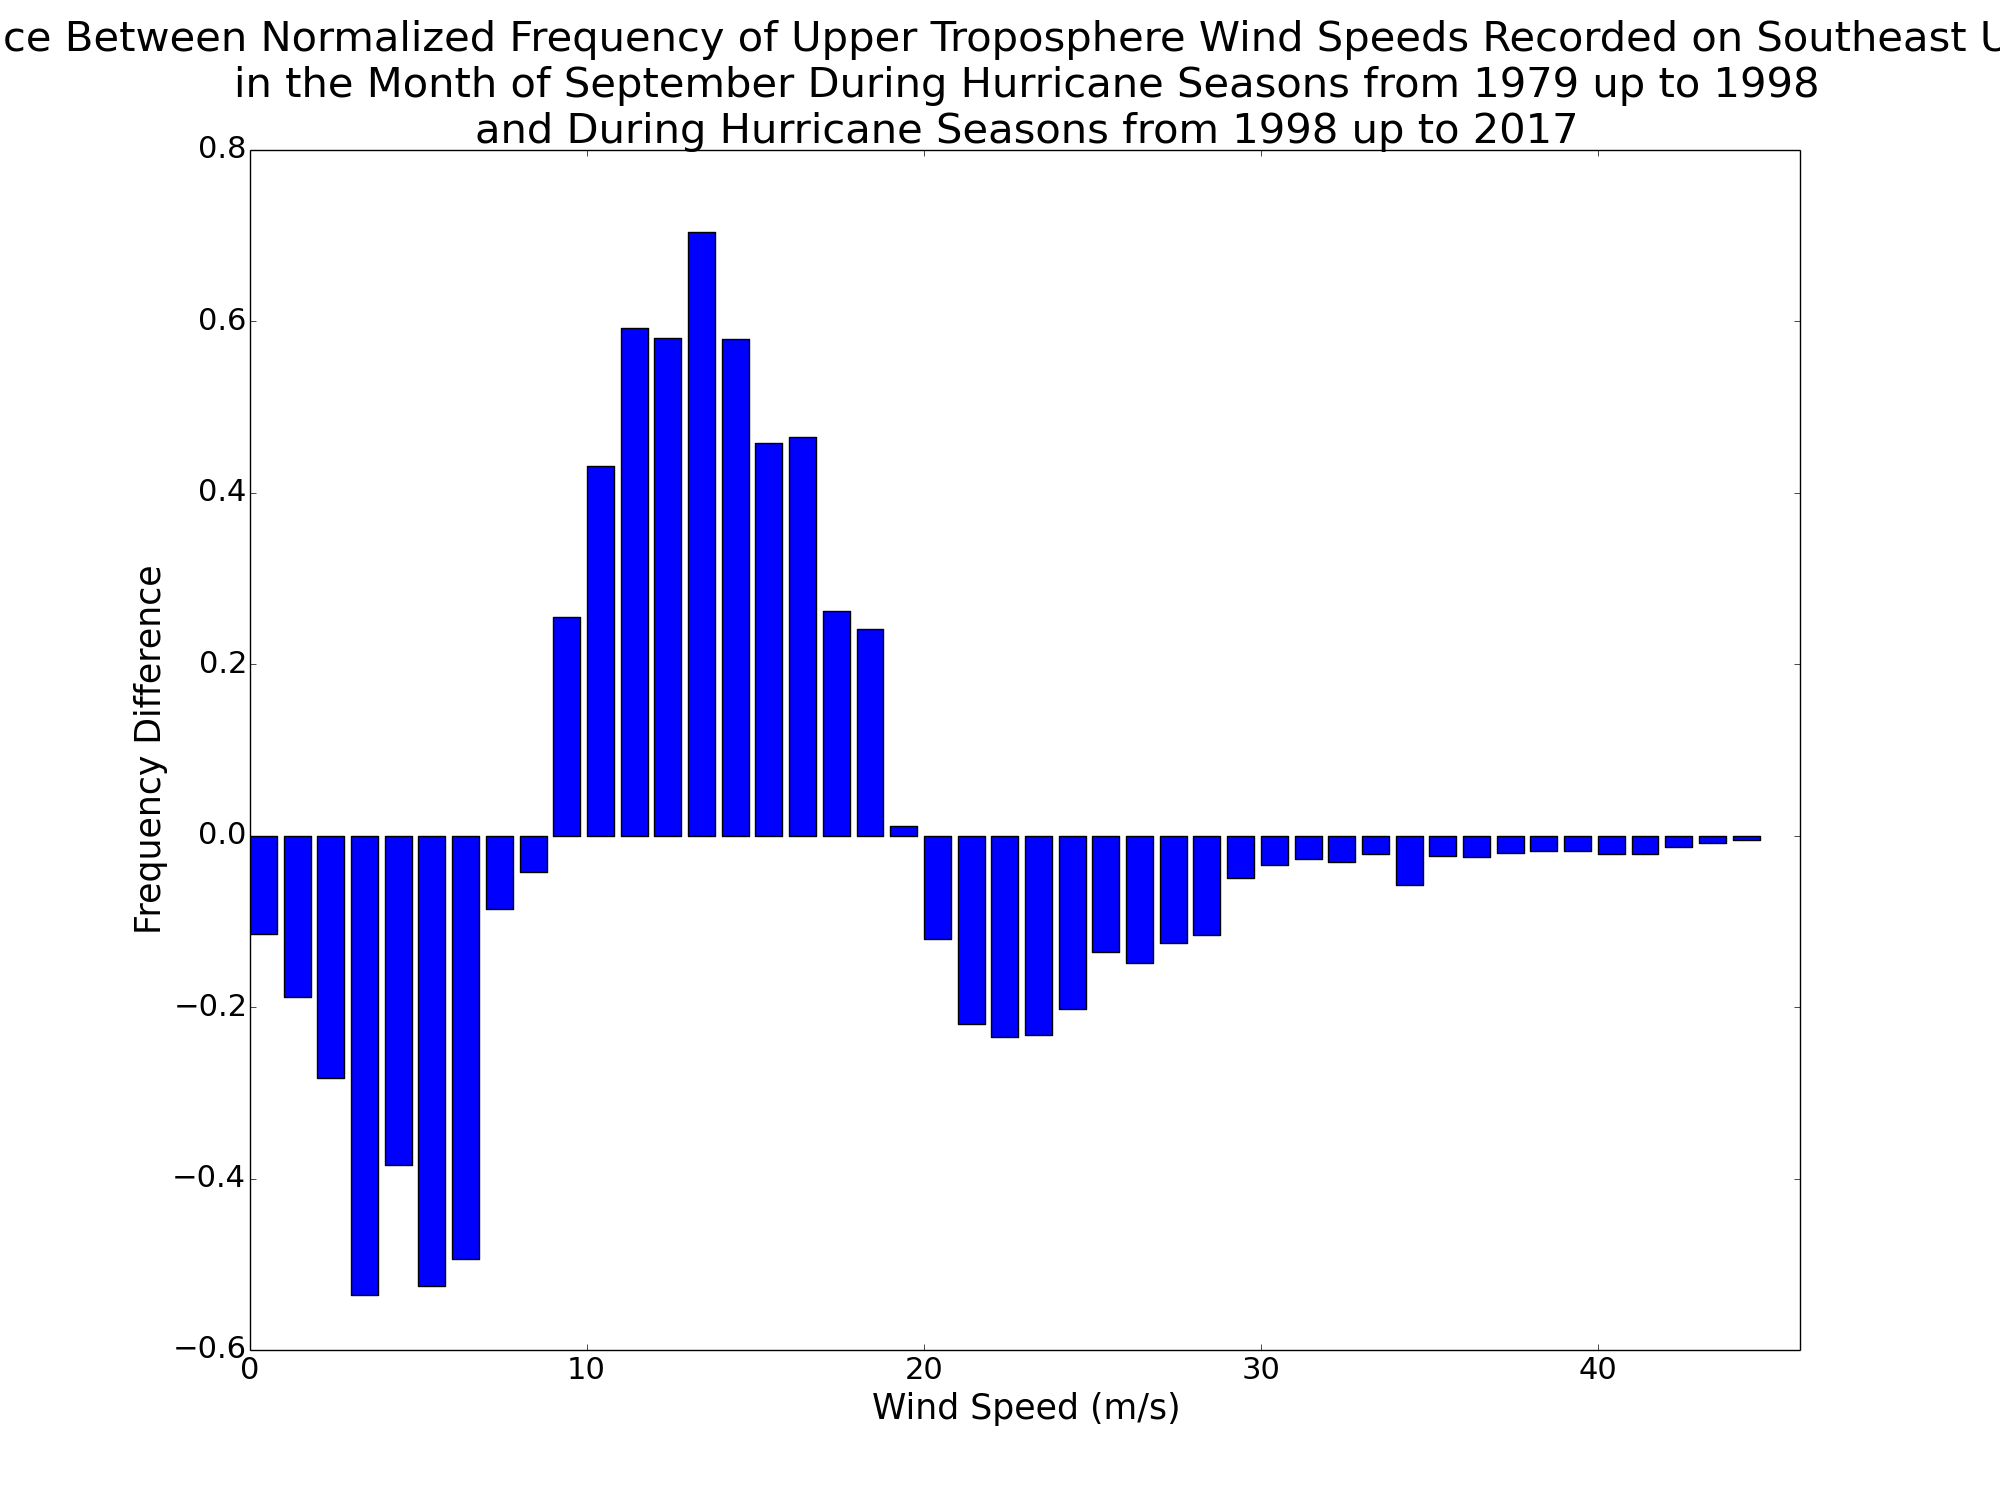 ce Between Normalized Frequency of Upper Troposphere Wind Speeds Recorded on Southeast U
in the Month of September During Hurricane Seasons from 1979 up to 1998
and During Hurricane Seasons from 1998 up to 2017
0.8
0.6
0.4
0.2
0.0
−0.2
−0.4
−0.6
Frequency Difference
0 10 20 30 40
Wind Speed (m/s)